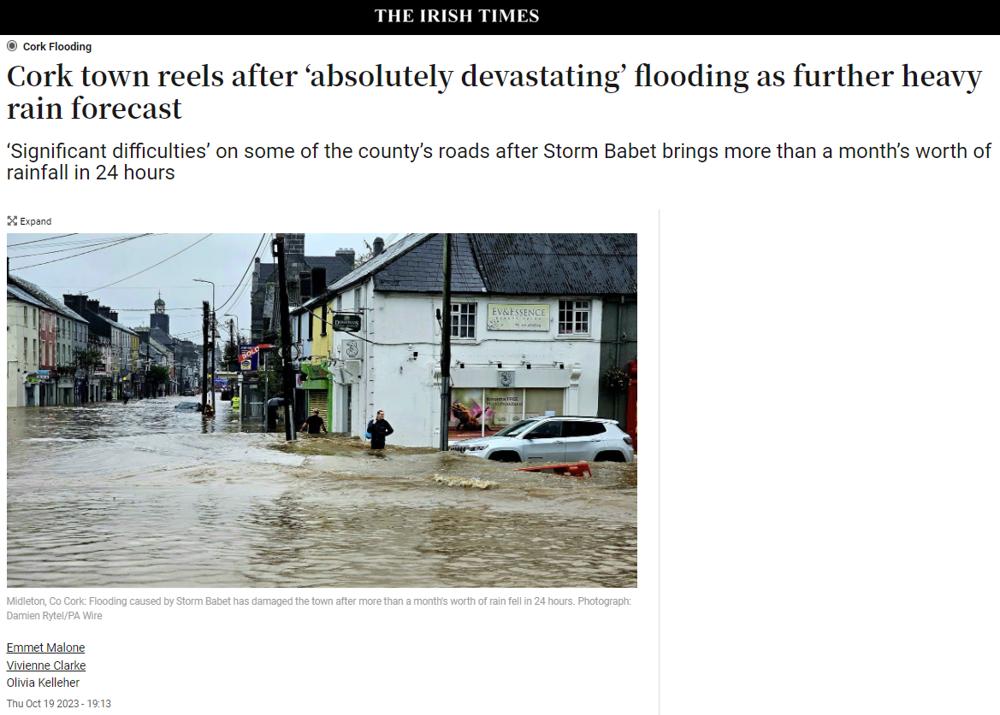 THE IRISH TIMES
Cork Flooding
Cork town reels after ‘absolutely devastating’ flooding as further heavy
rain forecast
‘Significant difficulties’ on some of the county’s roads after Storm Babet brings more than a month’s worth of
rainfall in 24 hours
Expand
EV&ESSENCE
SOLD
3
3
Midleton, Co Cork: Flooding caused by Storm Babet has damaged the town after more than a month's worth of rain fell in 24 hours. Photograph:
Damien Rytel/PA Wire
Emmet Malone
Vivienne Clarke
Olivia Kelleher
Thu Oct 19 2023 - 19:13